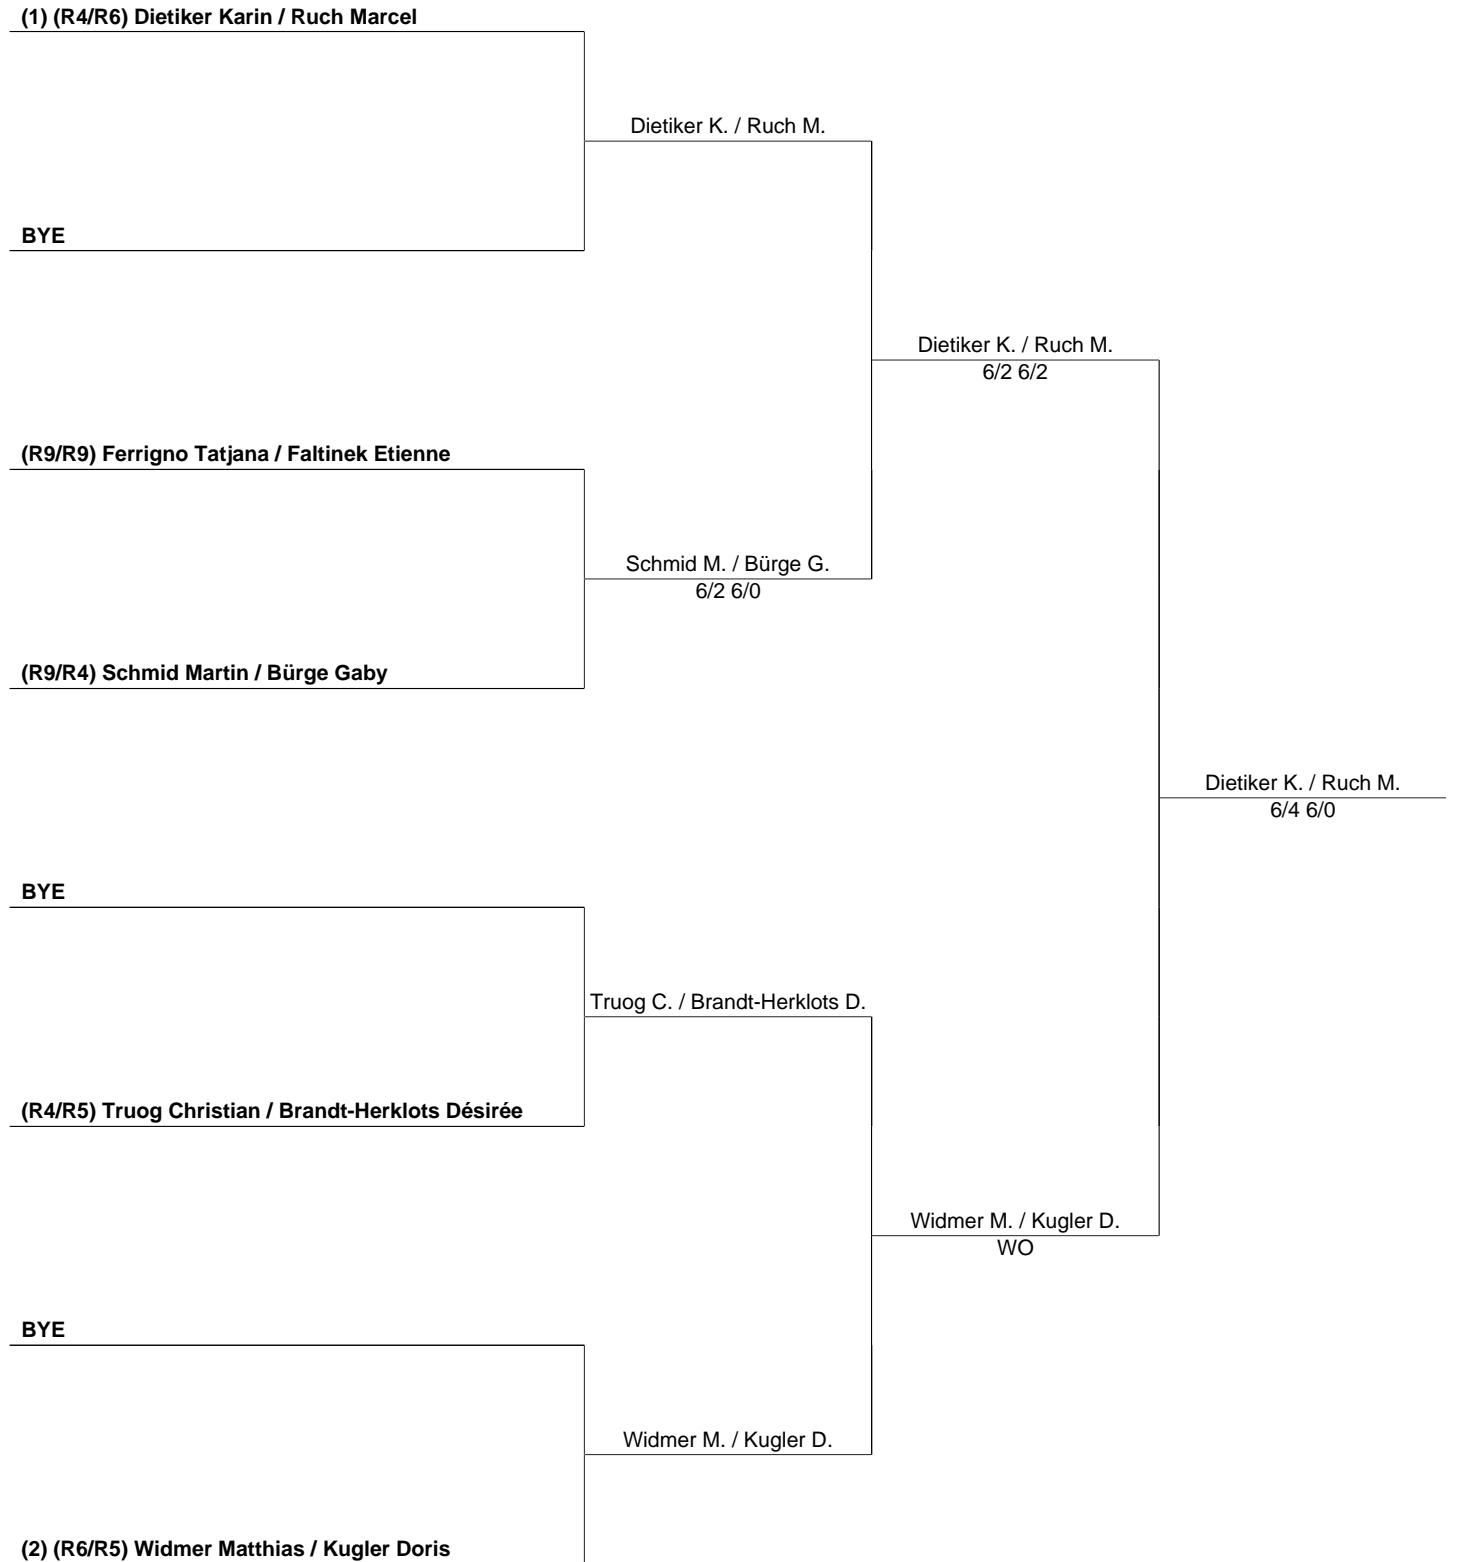 (1) (R4/R6) Dietiker Karin / Ruch Marcel
Dietiker K. / Ruch M.
BYE
Dietiker K. / Ruch M.
6/2 6/2
(R9/R9) Ferrigno Tatjana / Faltinek Etienne
Schmid M. / Bürge G.
6/2 6/0
(R9/R4) Schmid Martin / Bürge Gaby
Dietiker K. / Ruch M.
6/4 6/0
BYE
Truog C. / Brandt-Herklots D.
(R4/R5) Truog Christian / Brandt-Herklots Désirée
Widmer M. / Kugler D.
WO
BYE
Widmer M. / Kugler D.
(2) (R6/R5) Widmer Matthias / Kugler Doris